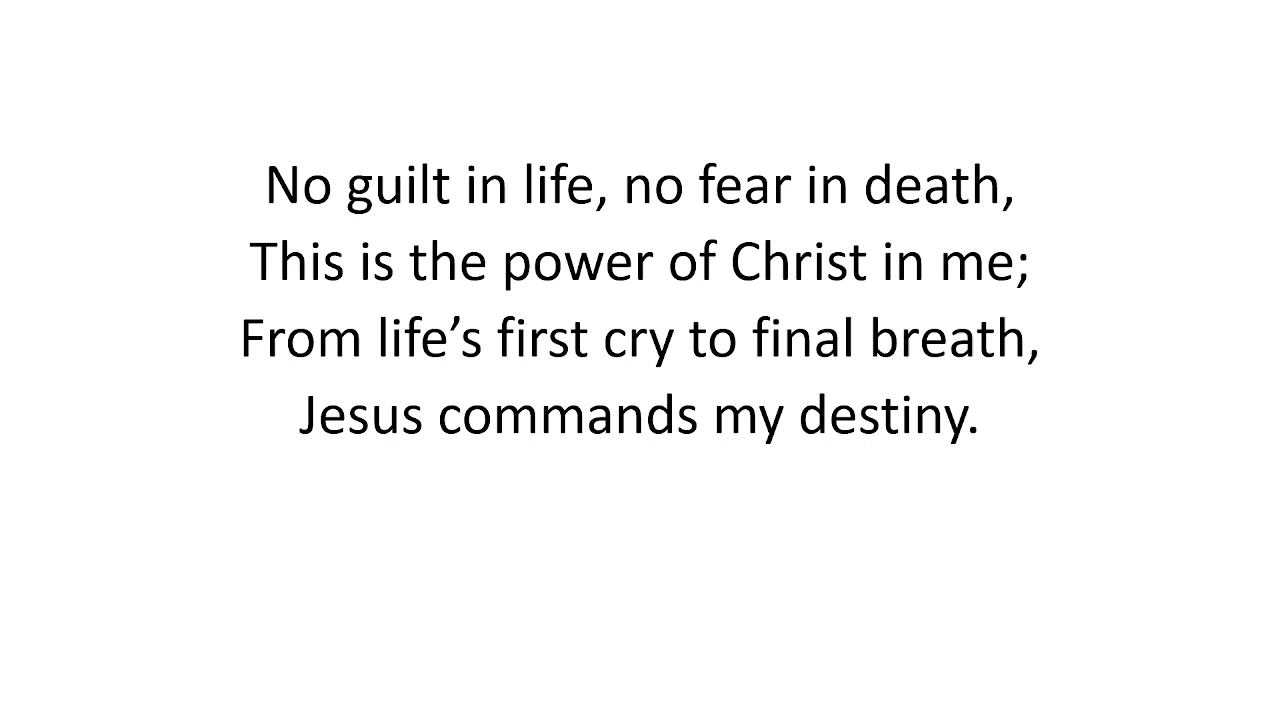 No guilt in life, no fear in death,
This is the power of Christ in me;
From life’s first cry to final breath,
Jesus commands my destiny.